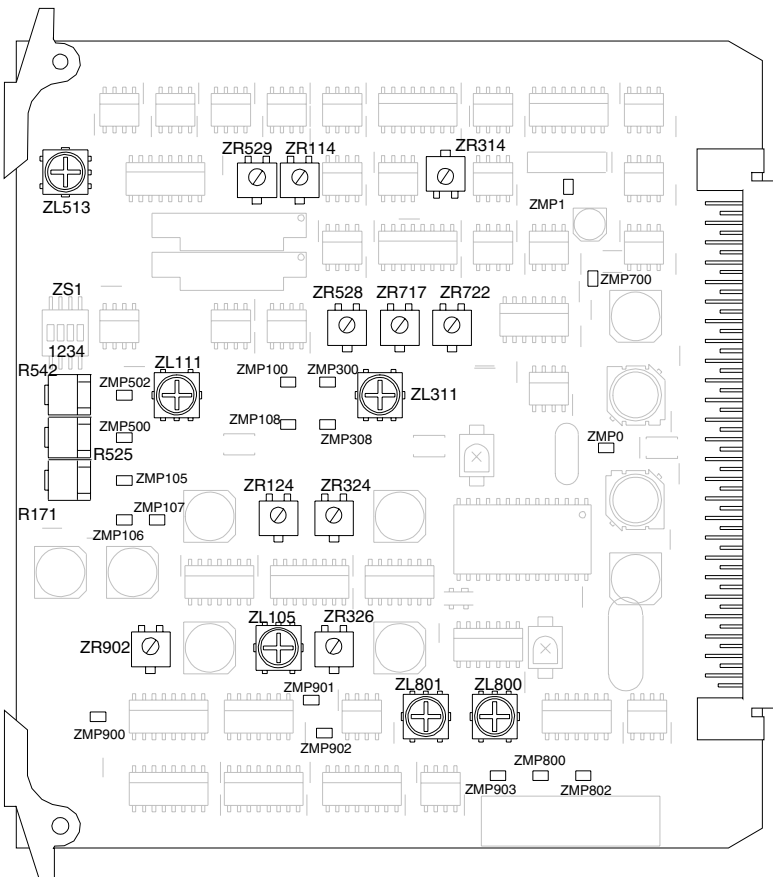 ZR529 ZR114 ZR314
ZMP1
ZL513
ZMP700
ZS1
ZR528 ZR717 ZR722
1234
R542
ZL111
ZMP100 ZMP300
ZMP502
ZL311
ZMP108
ZMP308
ZMP500
ZMP0
R525
ZMP105
ZR124 ZR324
R171
ZMP107
ZMP106
ZL105 ZR326
ZR902
ZL801 ZL800
ZMP901
ZMP900
ZMP902
ZMP800
ZMP903 ZMP802